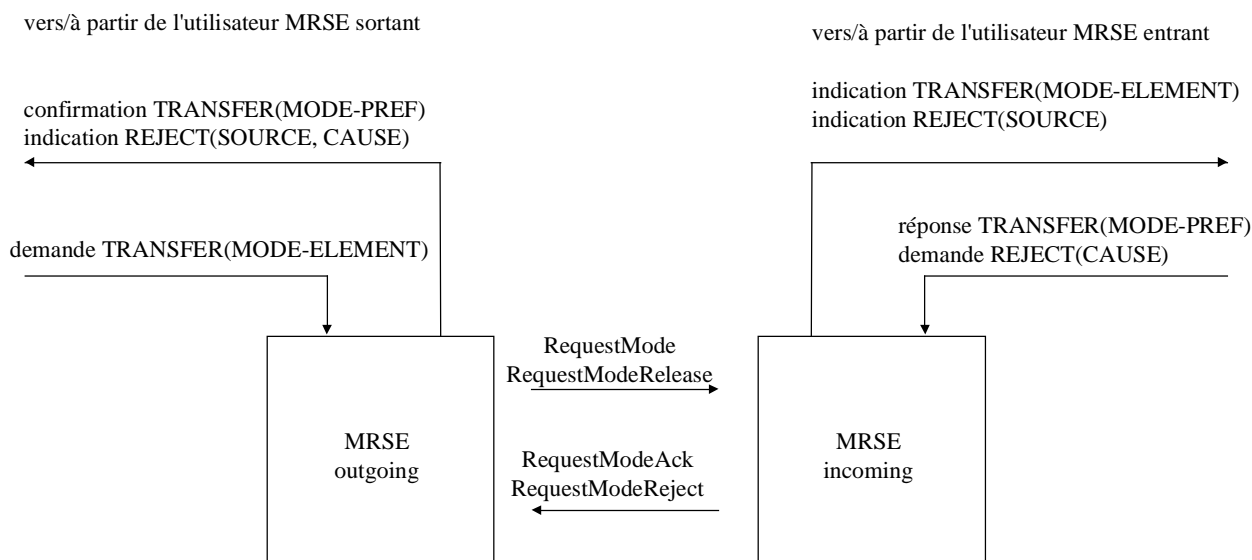 vers/à partir de l'utilisateur MRSE sortant
vers/à partir de l'utilisateur MRSE entrant
confirmation TRANSFER(MODE-PREF)
indication REJECT(SOURCE, CAUSE)
indication TRANSFER(MODE-ELEMENT)
indication REJECT(SOURCE)
demande TRANSFER(MODE-ELEMENT)
réponse TRANSFER(MODE-PREF)
demande REJECT(CAUSE)
RequestMode
RequestModeRelease
MRSE
outgoing
RequestModeAck
RequestModeReject
MRSE
incoming